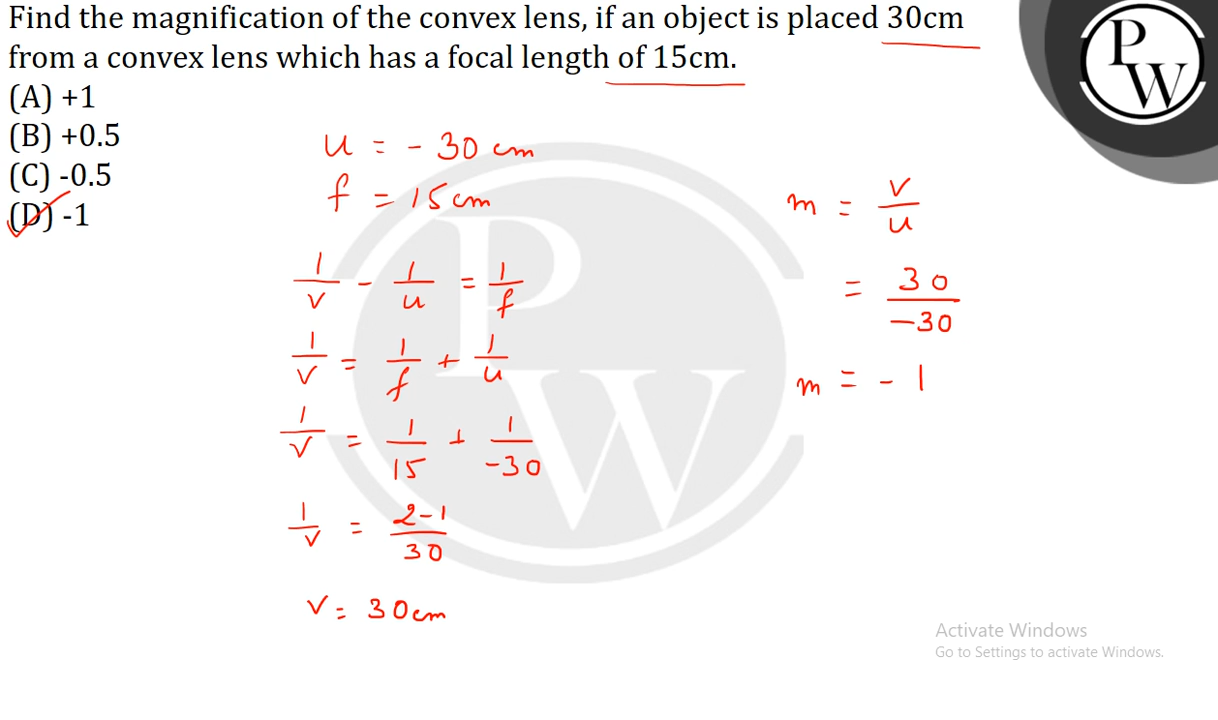 Find the magnification of the convex lens, if an object is placed 30cm
from a convex lens which has a focal length of 15cm.
(A) +1
(B) +0.5
(C) -0.5
(D) -1
u = - 30 cm
f = 15 cm
1/v - 1/u = 1/f
1/v = 1/f + 1/u
1/v = 1/15 + 1/-30
1/v = 2-1/30
v = 30cm
m = v/u
= 30/-30
m = - 1
PW
PW
Activate Windows
Go to Settings to activate Windows.